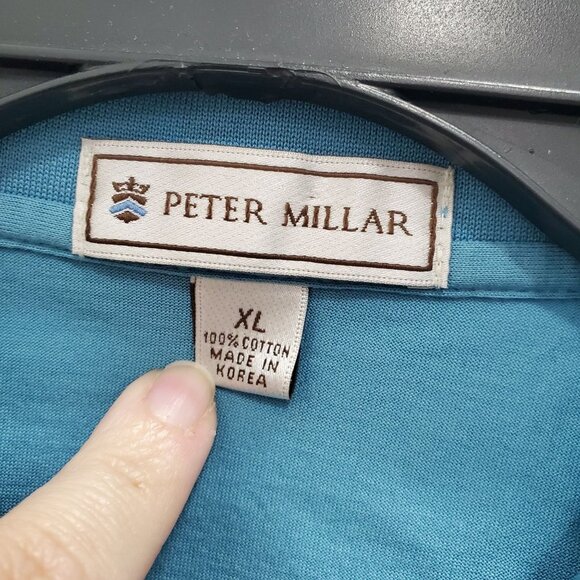 PETER MILLAR
XL
100% COTTON
MADE IN
KOREA